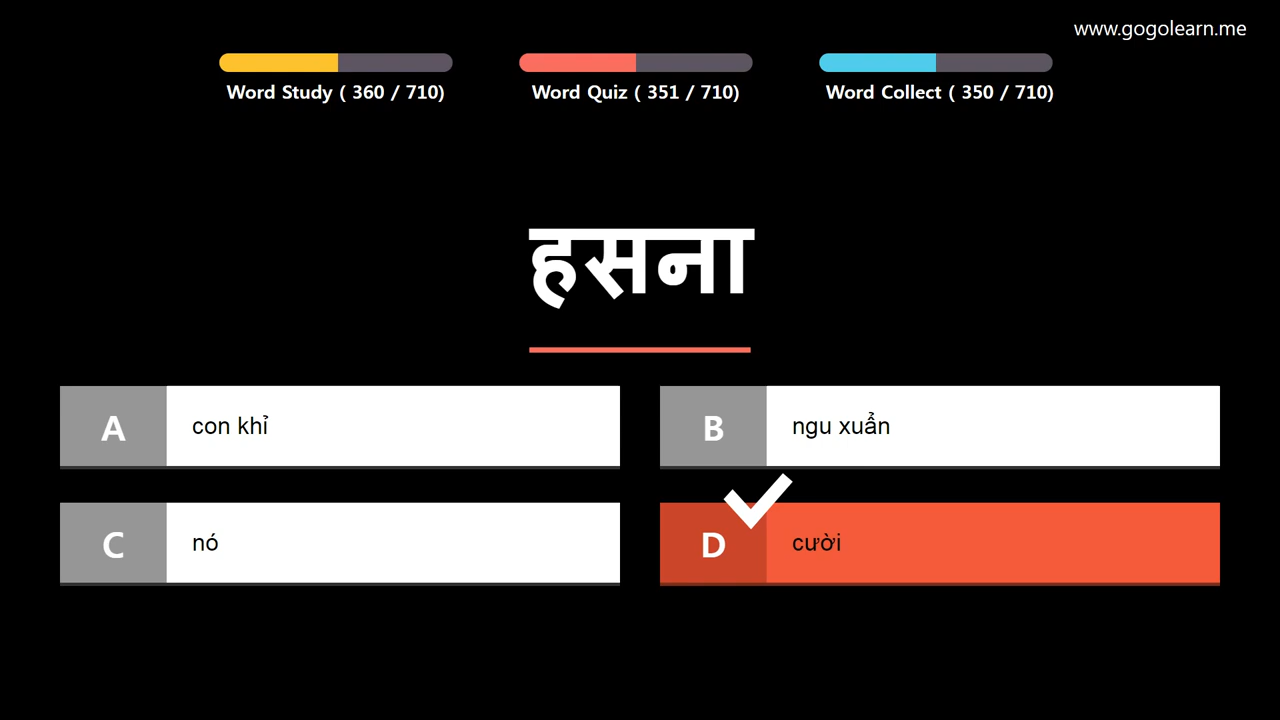 www.gogolearn.me
Word Study ( 360 / 710)
Word Quiz ( 351 / 710)
Word Collect ( 350 / 710)
हसना
A con khỉ
B ngu xuẩn
C nó
D cười